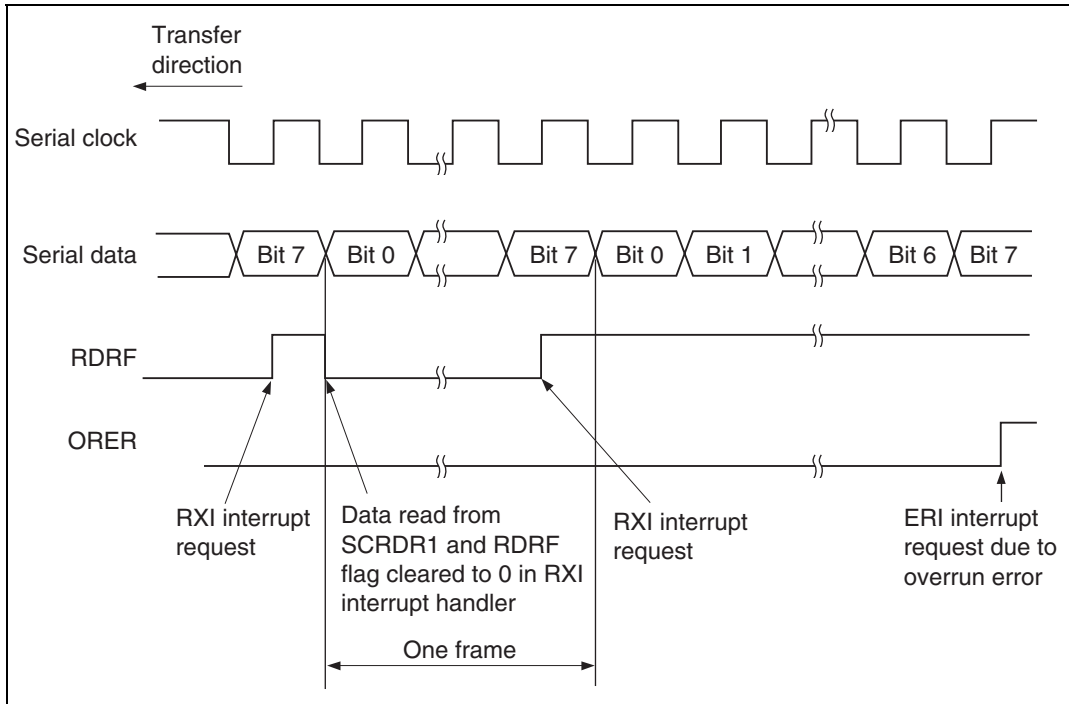 Transfer
direction
Serial clock
Serial data
Bit 7
Bit 0
Bit 7
Bit 0
Bit 1
Bit 6
Bit 7
RDRF
ORER
RXI interrupt
request
Data read from
SCRDR1 and RDRF
flag cleared to 0 in RXI
interrupt handler
RXI interrupt
request
ERI interrupt
request due to
overrun error
One frame